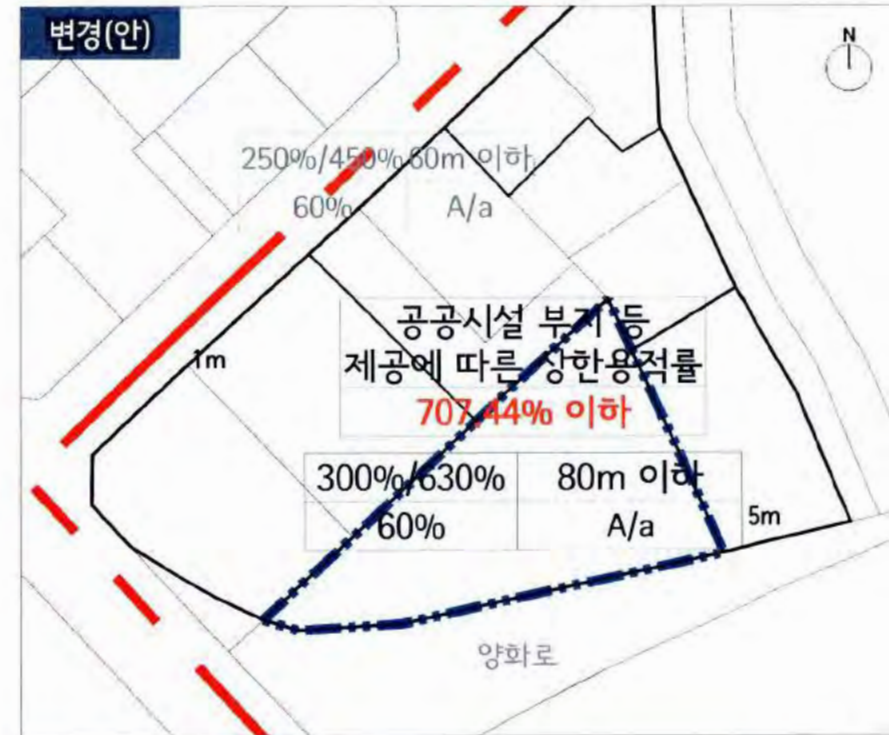 변경(안)
N
250%/450% 60m 이하
60% A/a
1m
공공시설 부지 등
제공에 따른 상한용적률
707.44% 이하
300%/630% 80m 이하
60% A/a
5m
양화로